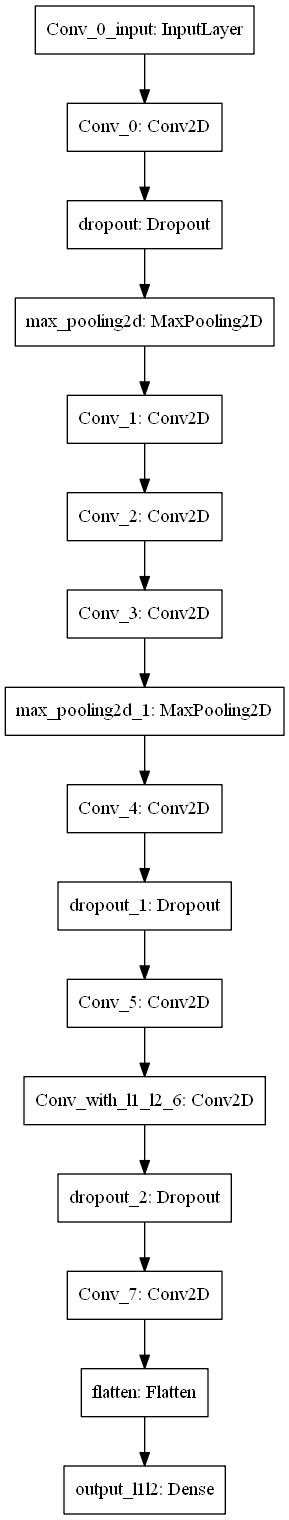 Conv_0_input: InputLayer
Conv_0: Conv2D
dropout: Dropout
max_pooling2d: MaxPooling2D
Conv_1: Conv2D
Conv_2: Conv2D
Conv_3: Conv2D
max_pooling2d_1: MaxPooling2D
Conv_4: Conv2D
dropout_1: Dropout
Conv_5: Conv2D
Conv_with_l1_l2_6: Conv2D
dropout_2: Dropout
Conv_7: Conv2D
flatten: Flatten
output_l1l2: Dense